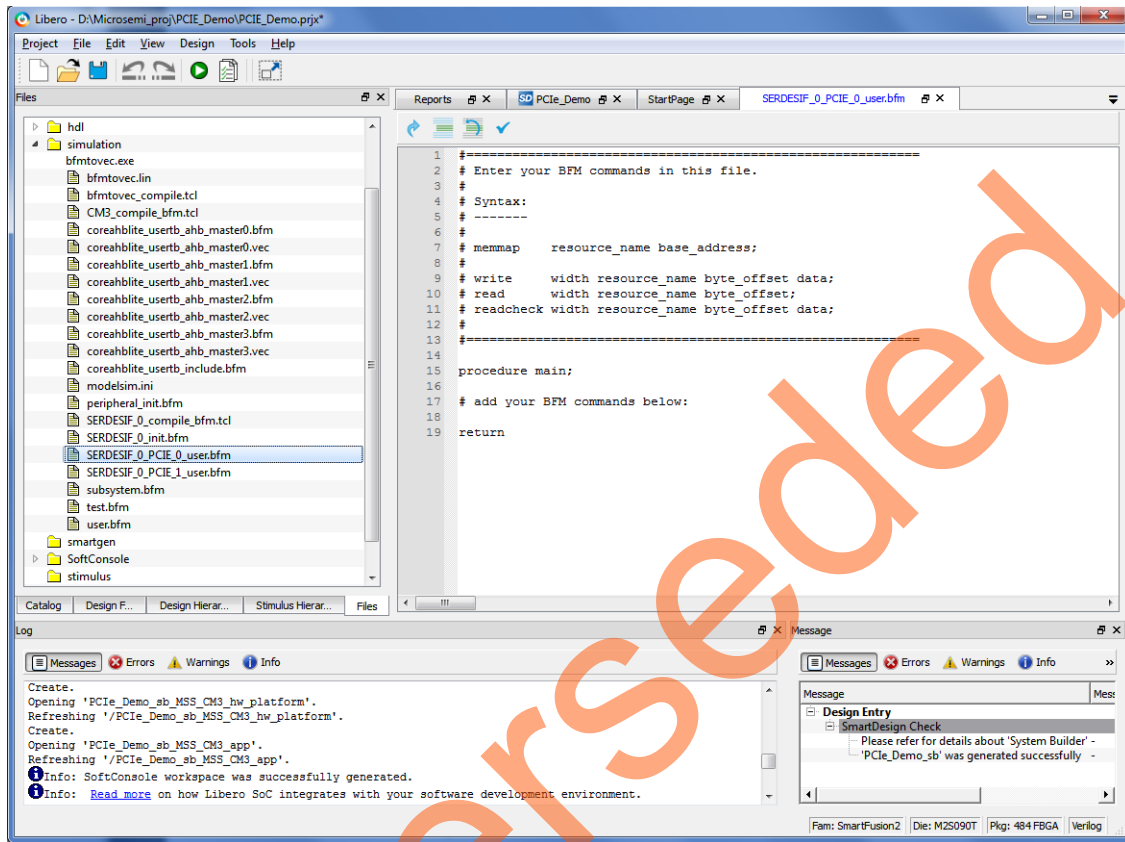 Libero - D:\Microsemi_proj\PCIE_Demo\PCIE_Demo.prjx*
Project File Edit View Design Tools Help
Files
Reports
PCIe_Demo
StartPage
SERDESIF_0_PCIE_0_user.bfm
hdl
simulation
bfmtovec.exe
bfmtovec.lin
bfmtovec_compile.tcl
CM3_compile_bfm.tcl
coreahblite_usertb_ahb_master0.bfm
coreahblite_usertb_ahb_master0.vec
coreahblite_usertb_ahb_master1.bfm
coreahblite_usertb_ahb_master1.vec
coreahblite_usertb_ahb_master2.bfm
coreahblite_usertb_ahb_master2.vec
coreahblite_usertb_ahb_master3.bfm
coreahblite_usertb_ahb_master3.vec
coreahblite_usertb_include.bfm
modelsim.ini
peripheral_init.bfm
SERDESIF_0_compile_bfm.tcl
SERDESIF_0_init.bfm
SERDESIF_0_PCIE_0_user.bfm
SERDESIF_0_PCIE_1_user.bfm
subsystem.bfm
test.bfm
user.bfm
smartgen
SoftConsole
stimulus
Catalog Design F... Design Hierar... Stimulus Hierar... Files
1 #===========================================================
2 # Enter your BFM commands in this file.
3 #
4 # Syntax:
5 # -------
6 #
7 # memmap resource_name base_address;
8 #
9 # write width resource_name byte_offset data;
10 # read width resource_name byte_offset;
11 # readcheck width resource_name byte_offset data;
12 #
13 #===========================================================
14
15 procedure main;
16
17 # add your BFM commands below:
18
19 return
Log
Messages Errors Warnings Info
Create.
Opening 'PCIe_Demo_sb_MSS_CM3_hw_platform'.
Refreshing '/PCIe_Demo_sb_MSS_CM3_hw_platform'.
Create.
Opening 'PCIe_Demo_sb_MSS_CM3_app'.
Refreshing '/PCIe_Demo_sb_MSS_CM3_app'.
Info: SoftConsole workspace was successfully generated.
Info: Read more on how Libero SoC integrates with your software development environment.
Message
Messages Errors Warnings Info »
Message Mess
Design Entry
SmartDesign Check
Please refer for details about 'System Builder' -
'PCIe_Demo_sb' was generated successfully -
Fam: SmartFusion2 Die: M2S090T Pkg: 484 FBGA Verilog
erseded